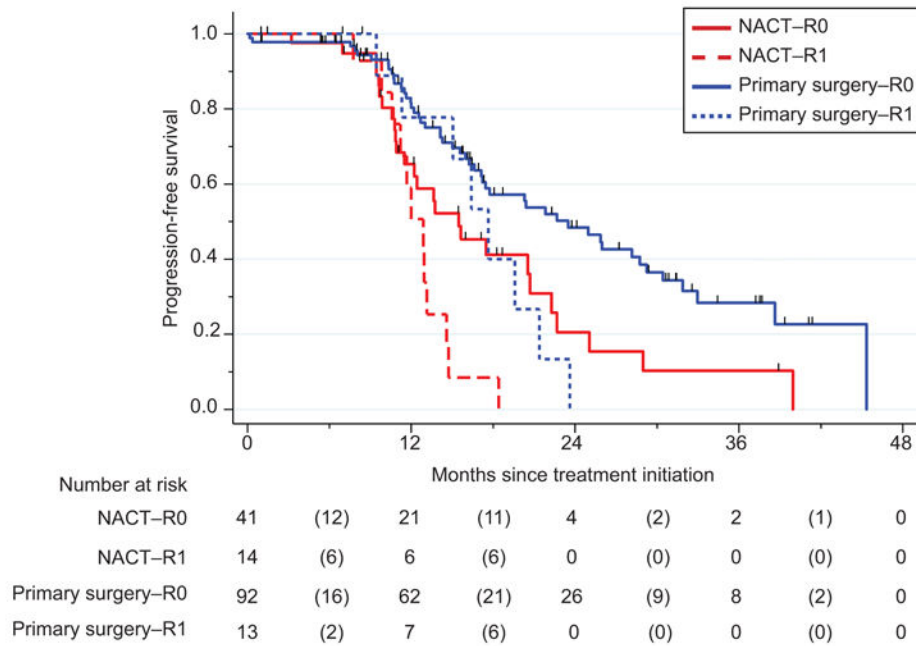 NACT–R0
NACT–R1
Primary surgery–R0
Primary surgery–R1
Progression-free survival
1.0
0.8
0.6
0.4
0.2
0.0
0 12 24 36 48
Months since treatment initiation
Number at risk
NACT–R0 41 (12) 21 (11) 4 (2) 2 (1) 0
NACT–R1 14 (6) 6 (6) 0 (0) 0 (0) 0
Primary surgery–R0 92 (16) 62 (21) 26 (9) 8 (2) 0
Primary surgery–R1 13 (2) 7 (6) 0 (0) 0 (0) 0